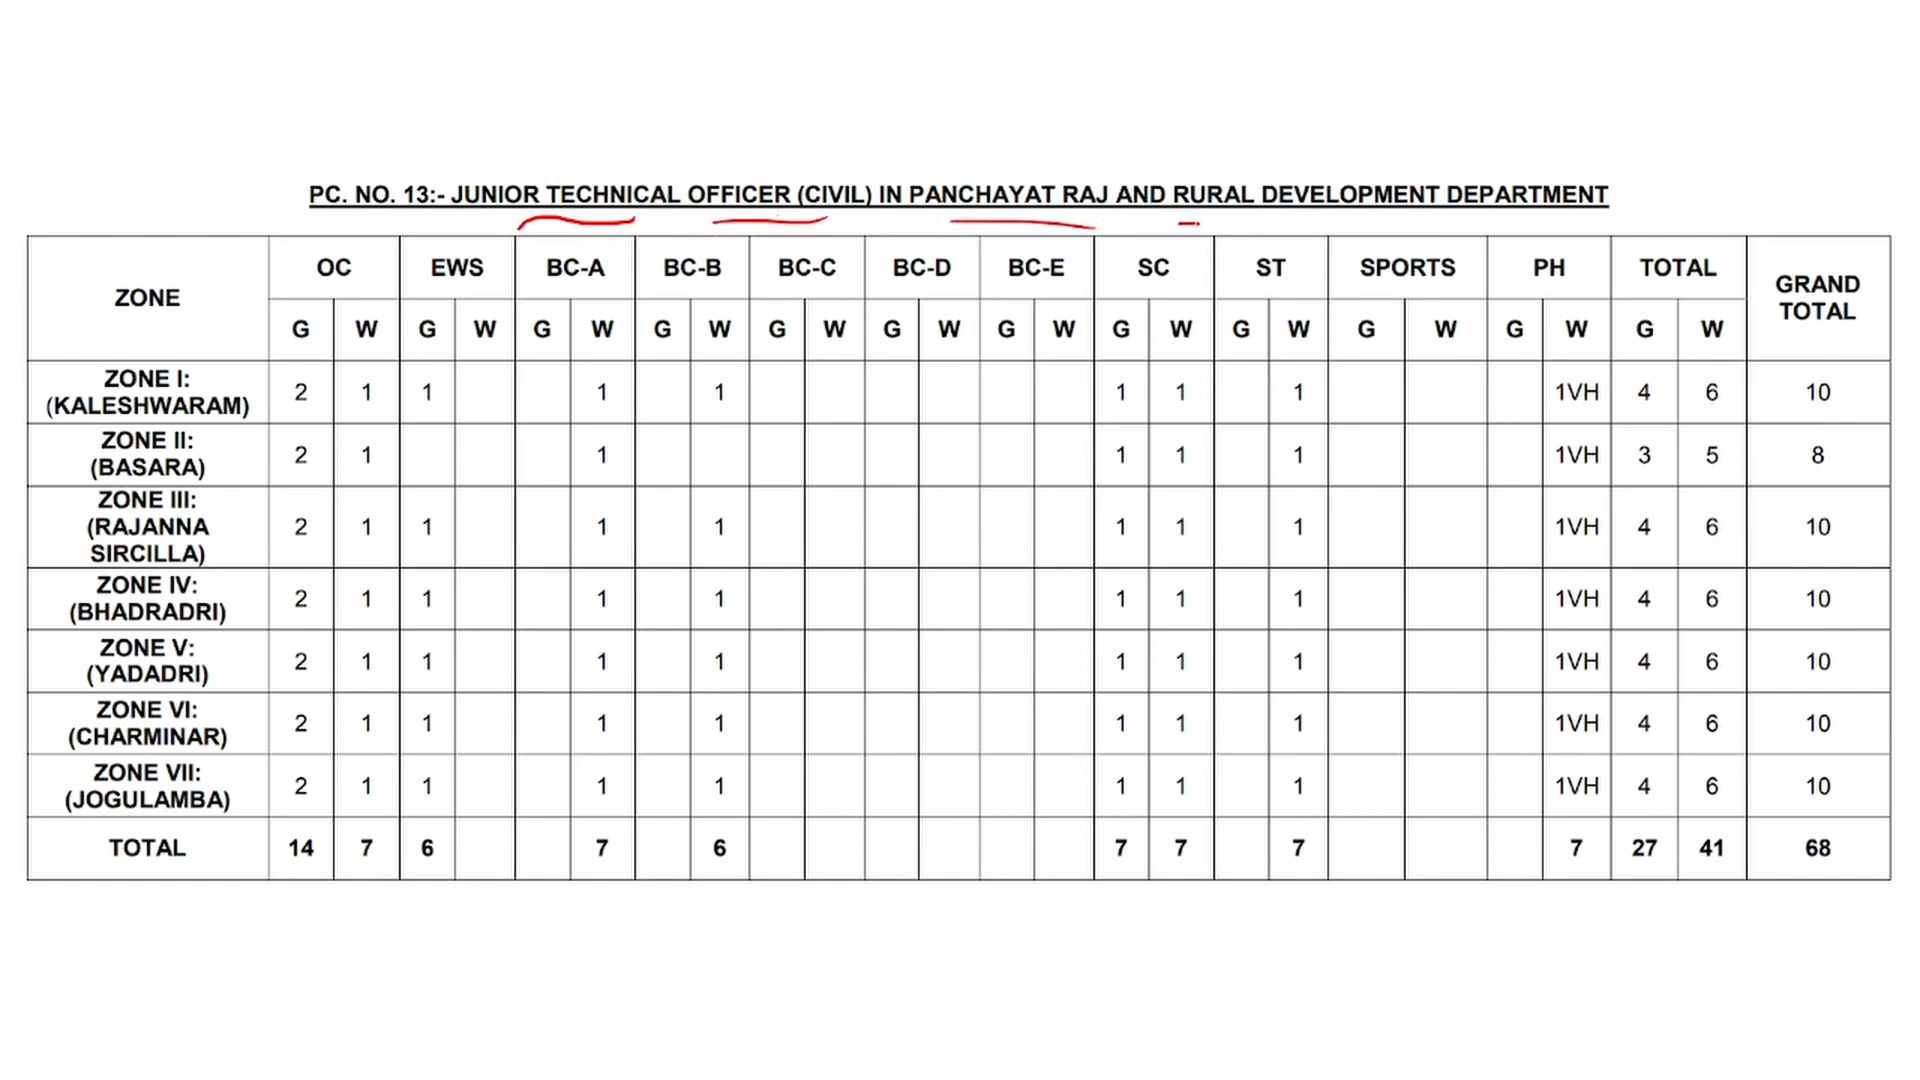 PC. NO. 13:- JUNIOR TECHNICAL OFFICER (CIVIL) IN PANCHAYAT RAJ AND RURAL DEVELOPMENT DEPARTMENT
ZONE OC EWS BC-A BC-B BC-C BC-D BC-E SC ST SPORTS PH TOTAL GRAND TOTAL
G W G W G W G W G W G W G W G W G W G W G W G W
ZONE I:
(KALESHWARAM) 2 1 1 1 1 1 1 1 1VH 4 6 10
ZONE II:
(BASARA) 2 1 1 1 1 1 1VH 3 5 8
ZONE III:
(RAJANNA
SIRCILLA) 2 1 1 1 1 1 1 1 1VH 4 6 10
ZONE IV:
(BHADRADRI) 2 1 1 1 1 1 1 1 1VH 4 6 10
ZONE V:
(YADADRI) 2 1 1 1 1 1 1 1 1VH 4 6 10
ZONE VI:
(CHARMINAR) 2 1 1 1 1 1 1 1 1VH 4 6 10
ZONE VII:
(JOGULAMBA) 2 1 1 1 1 1 1 1 1VH 4 6 10
TOTAL 14 7 6 7 6 7 7 7 7 27 41 68